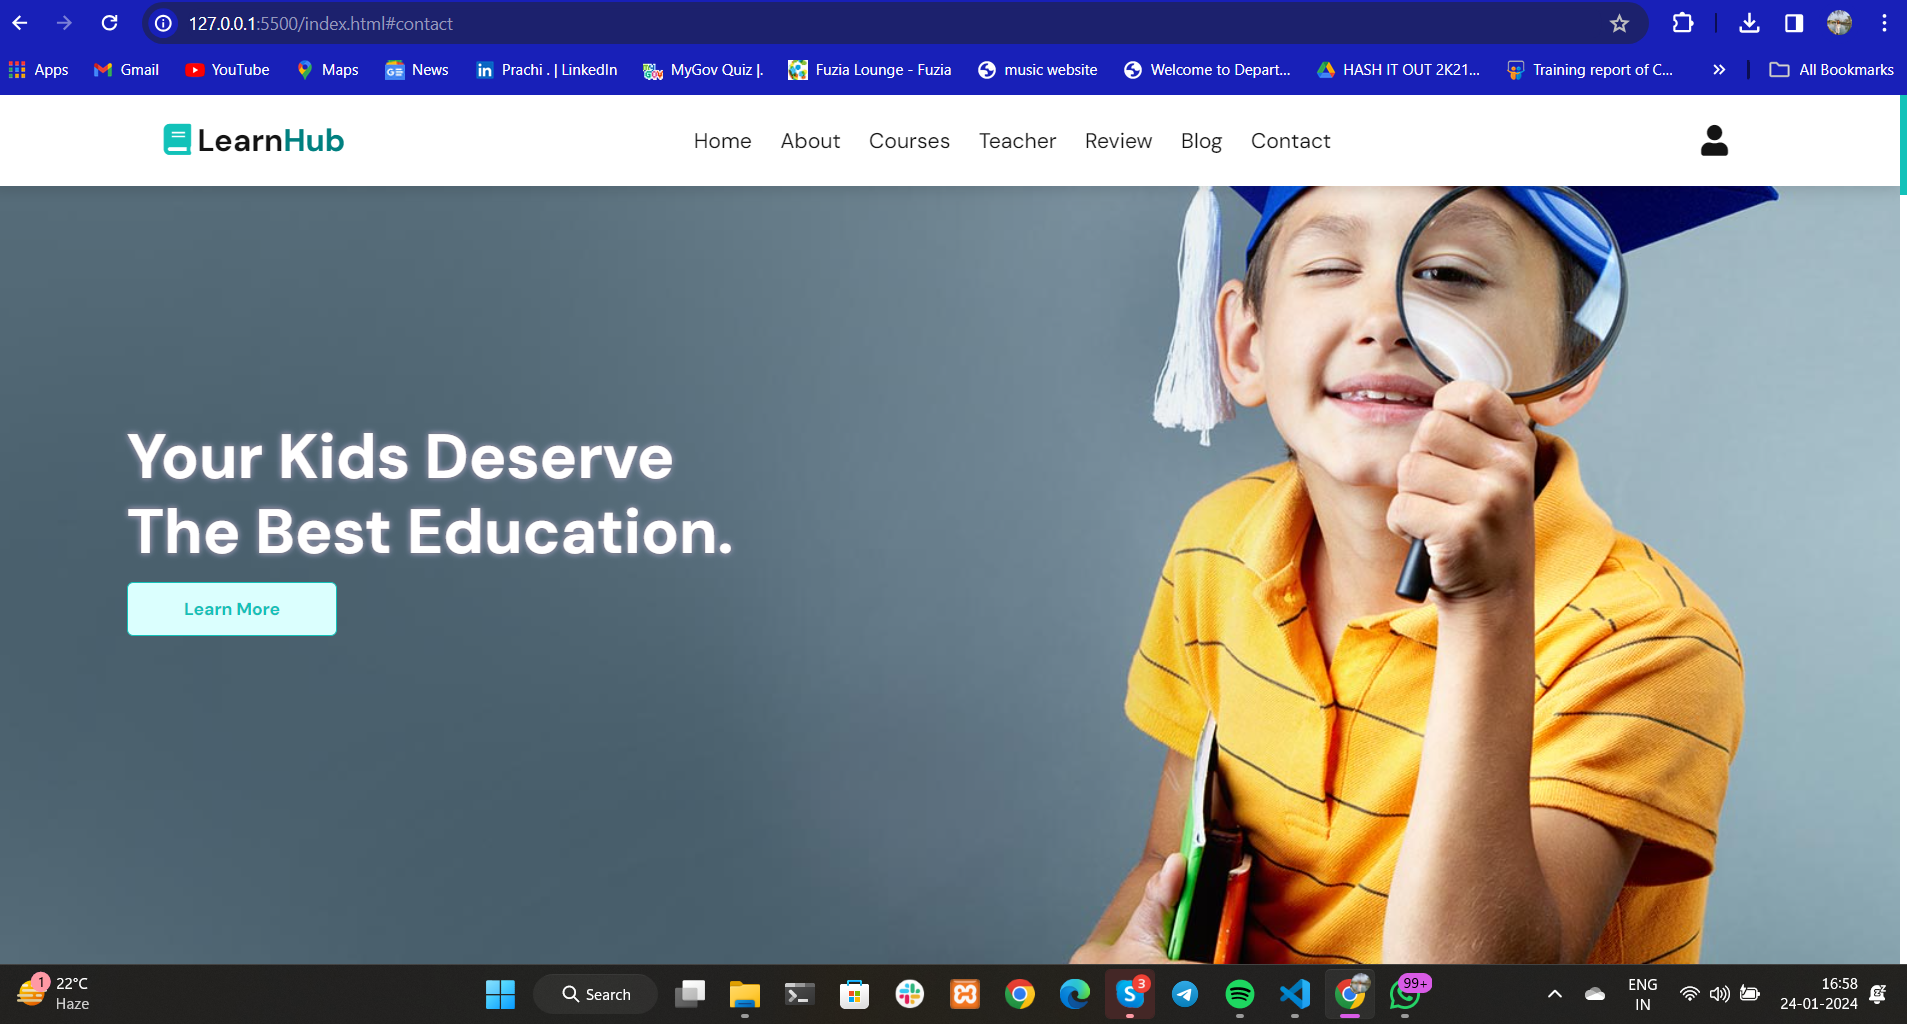 127.0.0.1:5500/index.html#contact
Apps Gmail YouTube Maps News Prachi . | LinkedIn MyGov Quiz |. Fuzia Lounge - Fuzia music website Welcome to Depart... HASH IT OUT 2K21... Training report of C... » All Bookmarks
LearnHub Home About Courses Teacher Review Blog Contact
Your Kids Deserve
The Best Education.
Learn More
1 22°C
Haze
Search
3
99+
ENG
IN
16:58
24-01-2024